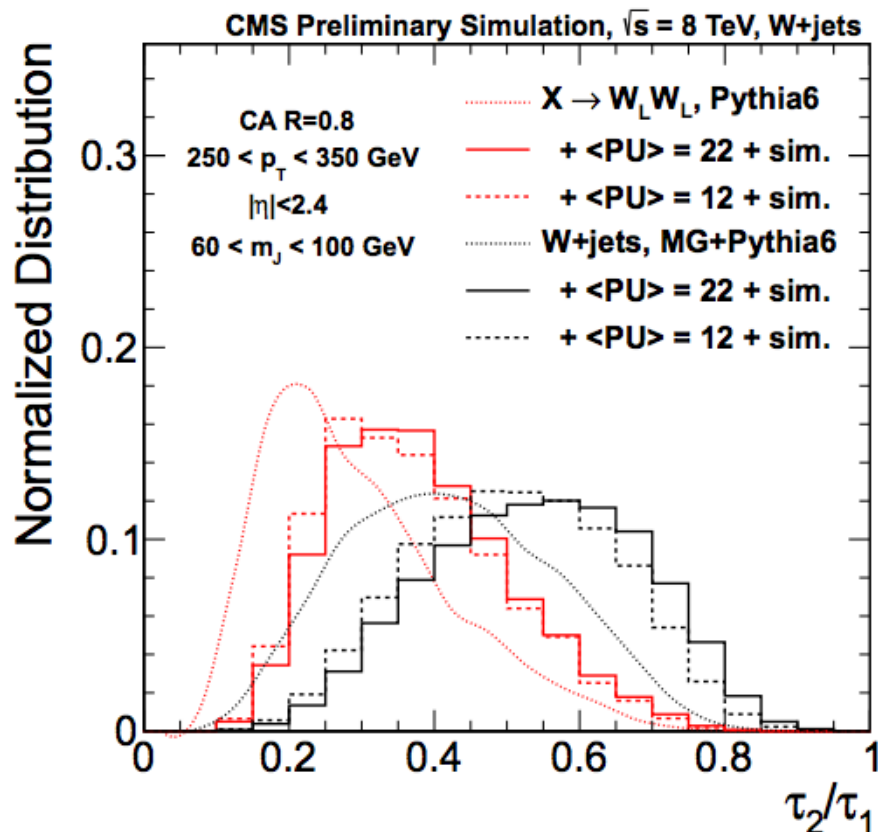 CMS Preliminary Simulation, √s = 8 TeV, W+jets
CA R=0.8
250 < p_T < 350 GeV
|η|<2.4
60 < m_J < 100 GeV
X → W_L W_L, Pythia6
+ <PU> = 22 + sim.
+ <PU> = 12 + sim.
W+jets, MG+Pythia6
+ <PU> = 22 + sim.
+ <PU> = 12 + sim.
Normalized Distribution
0.3
0.2
0.1
0
0 0.2 0.4 0.6 0.8 1
τ_2/τ_1